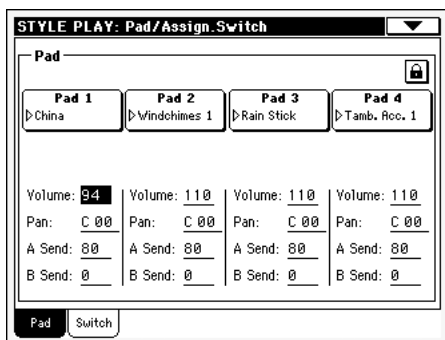 STYLE PLAY: Pad/Assign.Switch
Pad
Pad 1 Pad 2 Pad 3 Pad 4
China Windchimes 1 Rain Stick Tamb. Acc. 1
Volume: 94 Volume: 110 Volume: 110 Volume: 110
Pan: C 00 Pan: C 00 Pan: C 00 Pan: C 00
A Send: 80 A Send: 80 A Send: 80 A Send: 80
B Send: 0 B Send: 0 B Send: 0 B Send: 0
Pad Switch